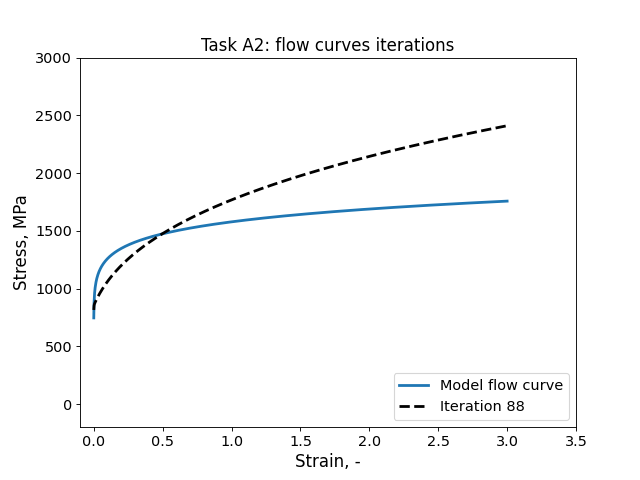 Task A2: flow curves iterations
3000
2500
2000
1500
1000
500
0
Stress, MPa
0.0 0.5 1.0 1.5 2.0 2.5 3.0 3.5
Strain, -
Model flow curve
Iteration 88